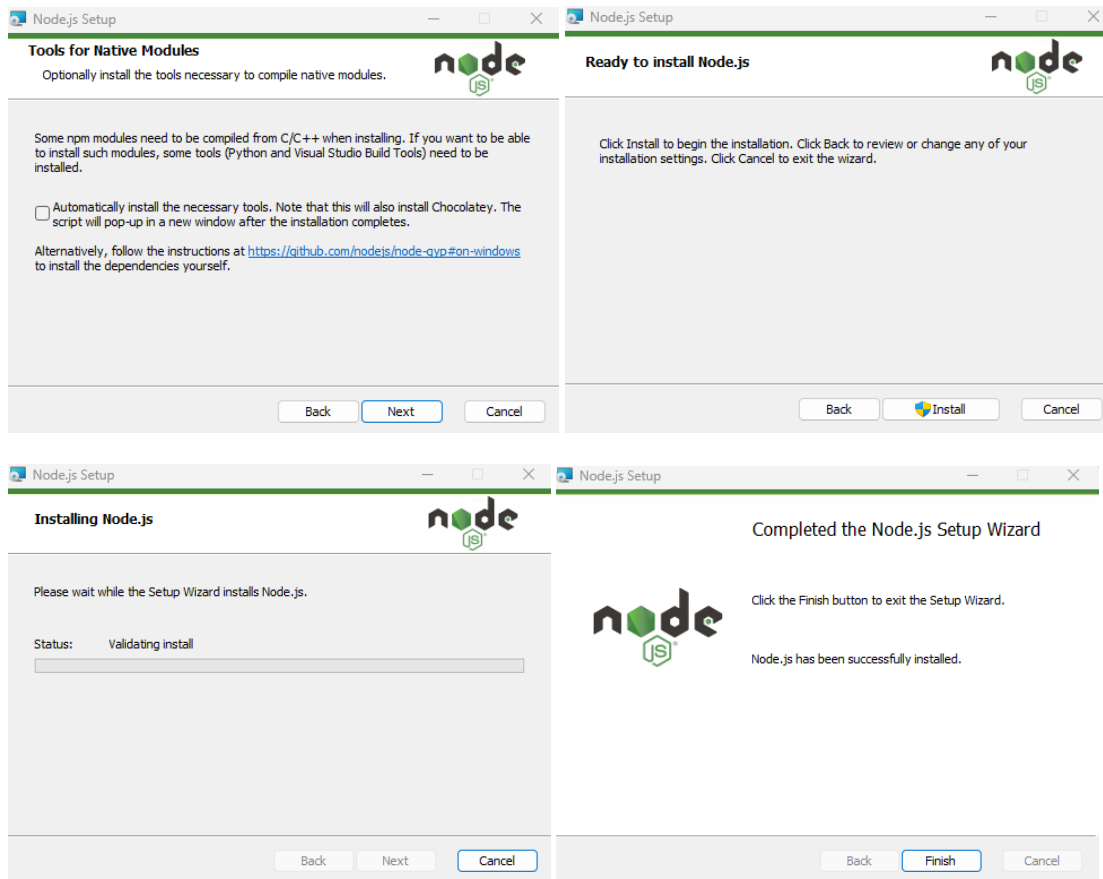 Node.js Setup
Tools for Native Modules
Optionally install the tools necessary to compile native modules.
node
JS
Some npm modules need to be compiled from C/C++ when installing. If you want to be able
to install such modules, some tools (Python and Visual Studio Build Tools) need to be
installed.
Automatically install the necessary tools. Note that this will also install Chocolatey. The
script will pop-up in a new window after the installation completes.
Alternatively, follow the instructions at https://github.com/nodejs/node-gyp#on-windows
to install the dependencies yourself.
Back Next Cancel
Node.js Setup
Ready to install Node.js
node
JS
Click Install to begin the installation. Click Back to review or change any of your
installation settings. Click Cancel to exit the wizard.
Back Install Cancel
Node.js Setup
Installing Node.js
node
JS
Please wait while the Setup Wizard installs Node.js.
Status: Validating install
Back Next Cancel
Node.js Setup
Completed the Node.js Setup Wizard
node
JS
Click the Finish button to exit the Setup Wizard.
Node.js has been successfully installed.
Back Finish Cancel